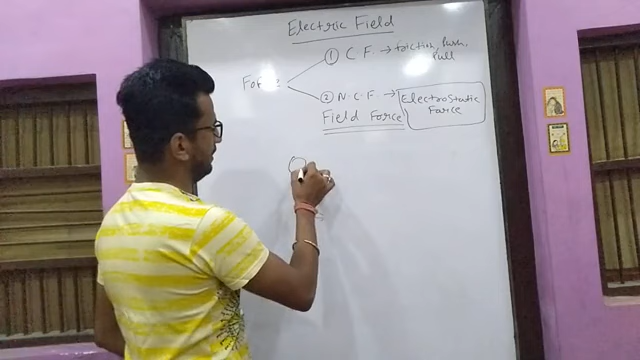 Electric Field
Force
① C F → friction, Push,
Pull
② N.C.F → ElectroStatic
Force
Field Force